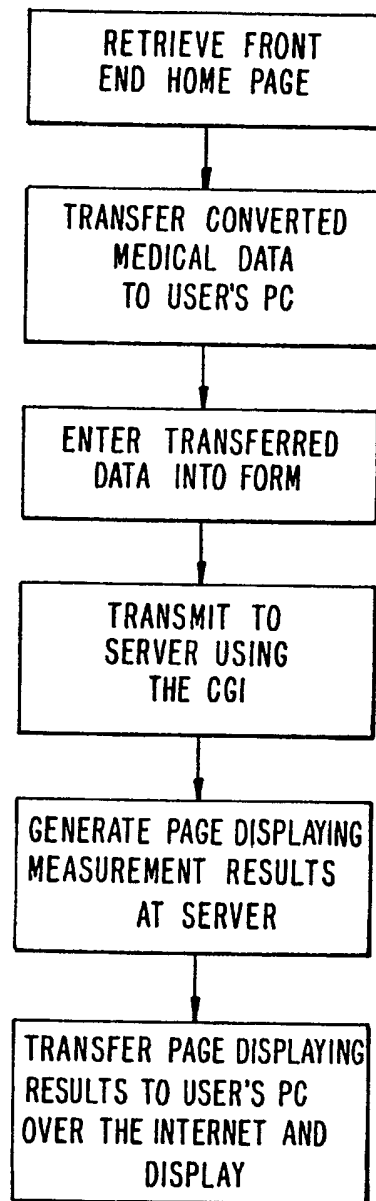 RETRIEVE FRONT
END HOME PAGE
TRANSFER CONVERTED
MEDICAL DATA
TO USER'S PC
ENTER TRANSFERRED
DATA INTO FORM
TRANSMIT TO
SERVER USING
THE CGI
GENERATE PAGE DISPLAYING
MEASUREMENT RESULTS
AT SERVER
TRANSFER PAGE DISPLAYING
RESULTS TO USER'S PC
OVER THE INTERNET AND
DISPLAY